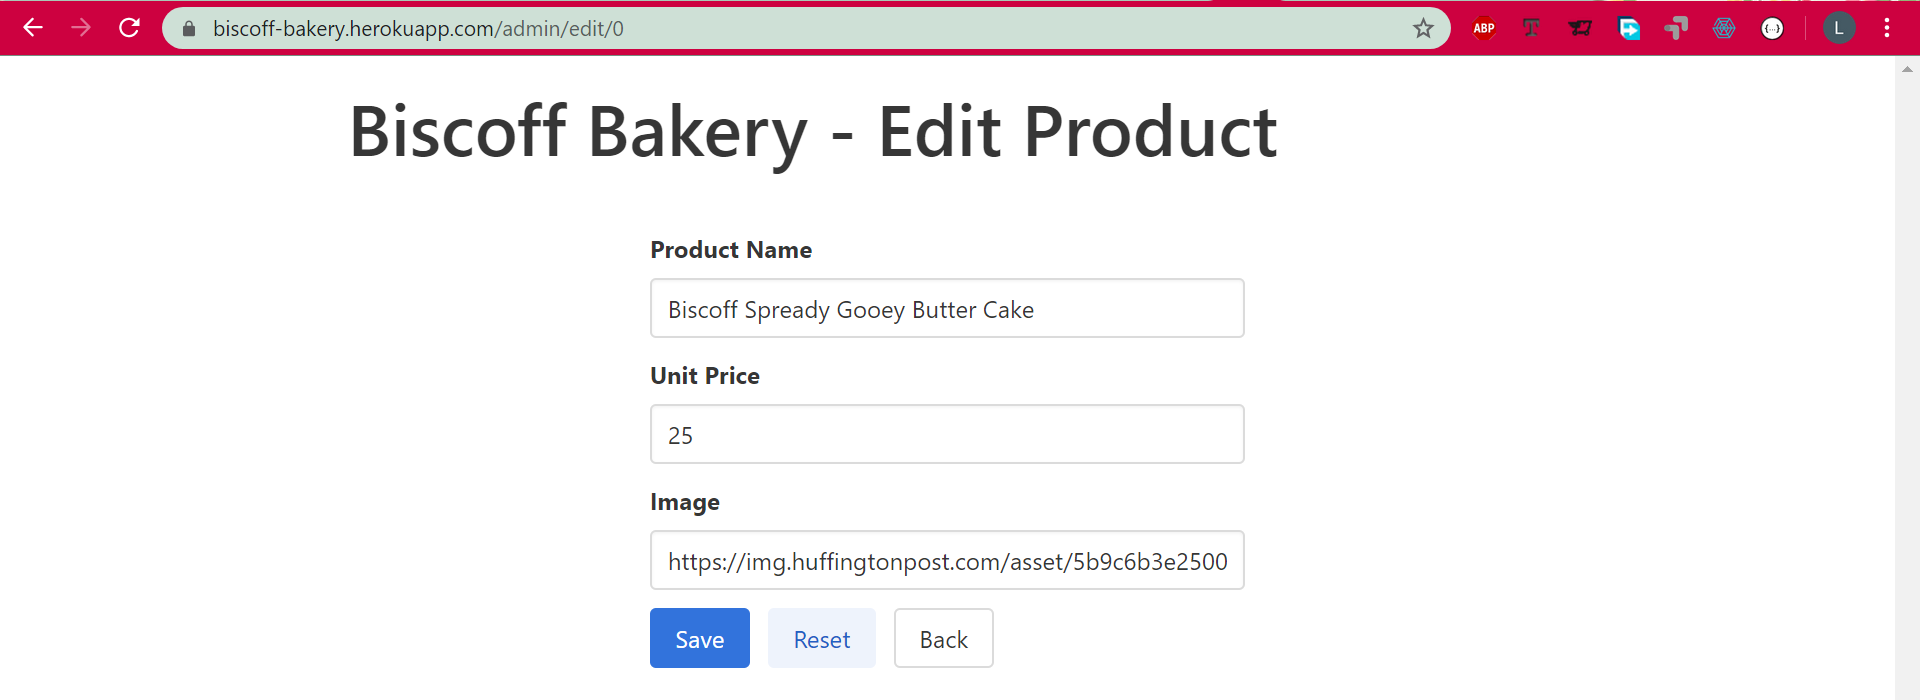 biscoff-bakery.herokuapp.com/admin/edit/0
ABP
T
{...}
L
Biscoff Bakery - Edit Product
Product Name
Biscoff Spready Gooey Butter Cake
Unit Price
25
Image
https://img.huffingtonpost.com/asset/5b9c6b3e2500
Save Reset Back